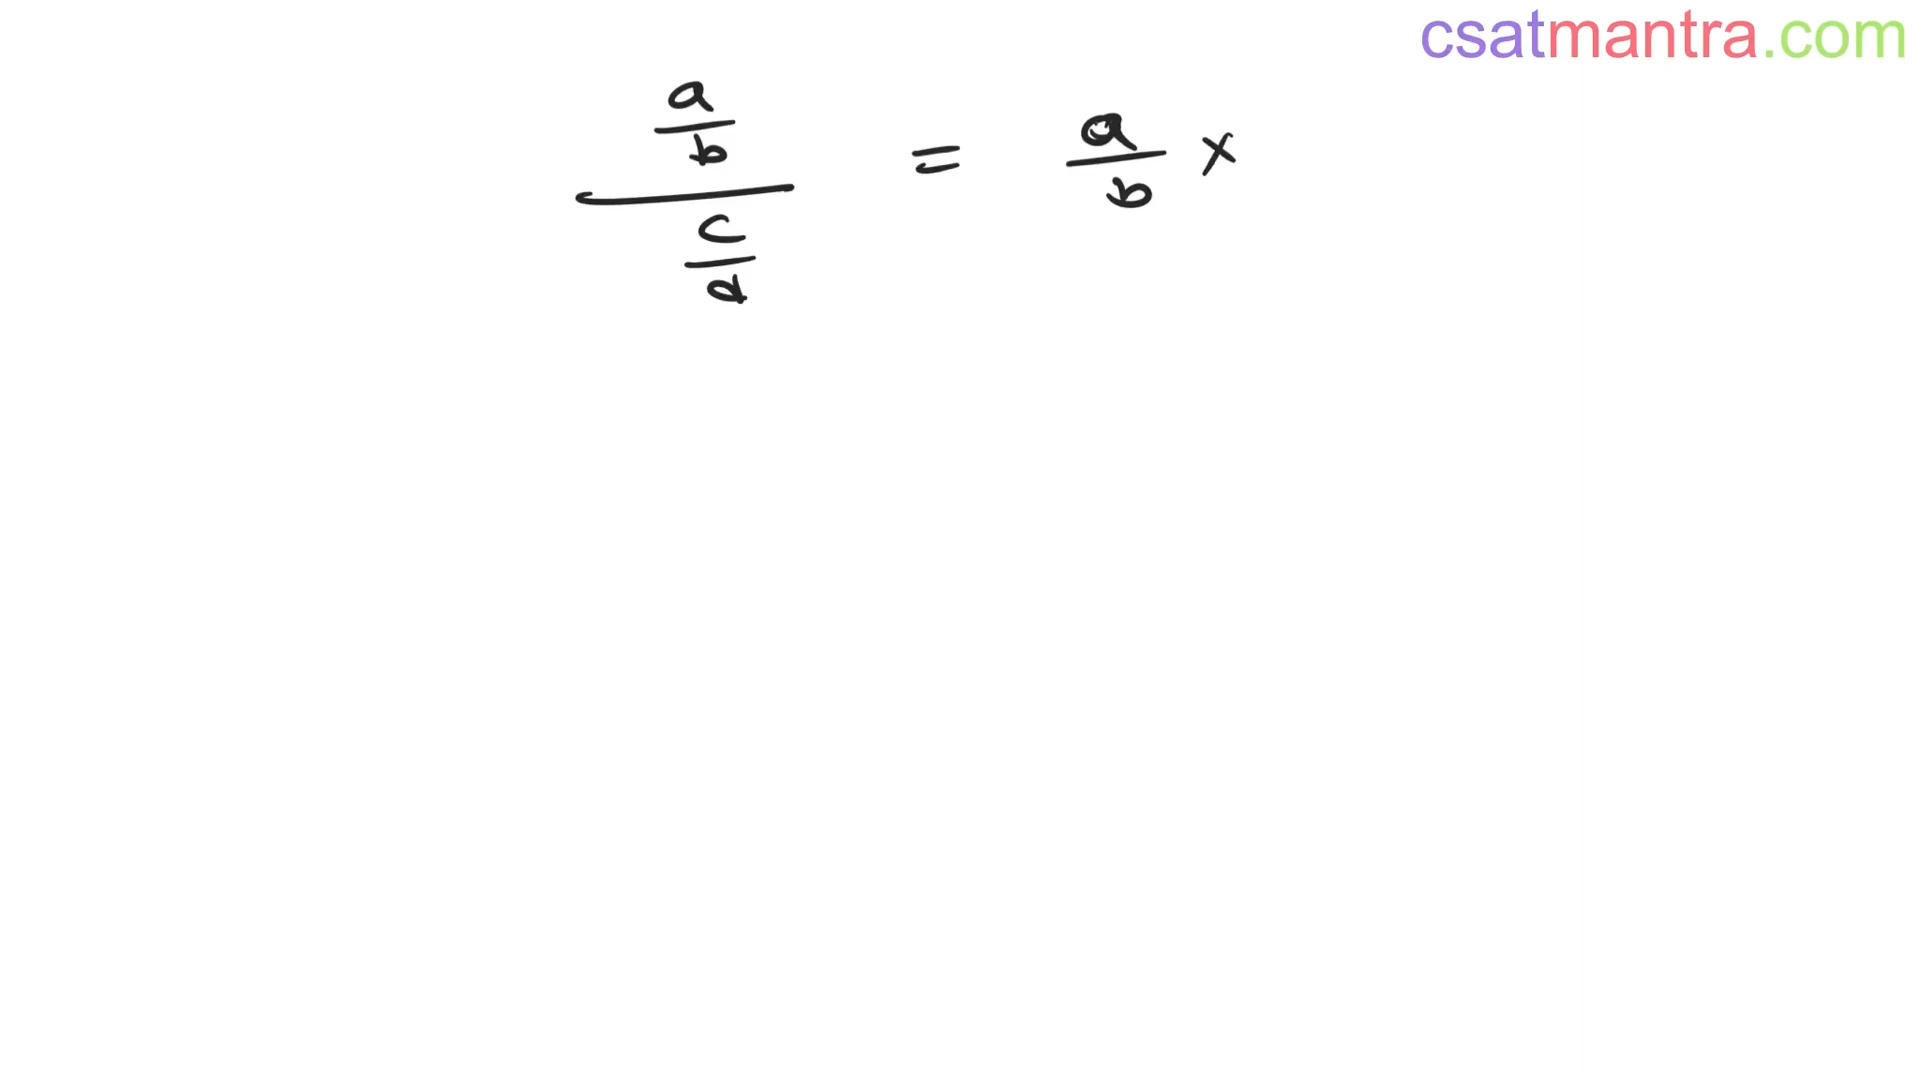 csatmantra.com
a/b / c/d = a/b ×